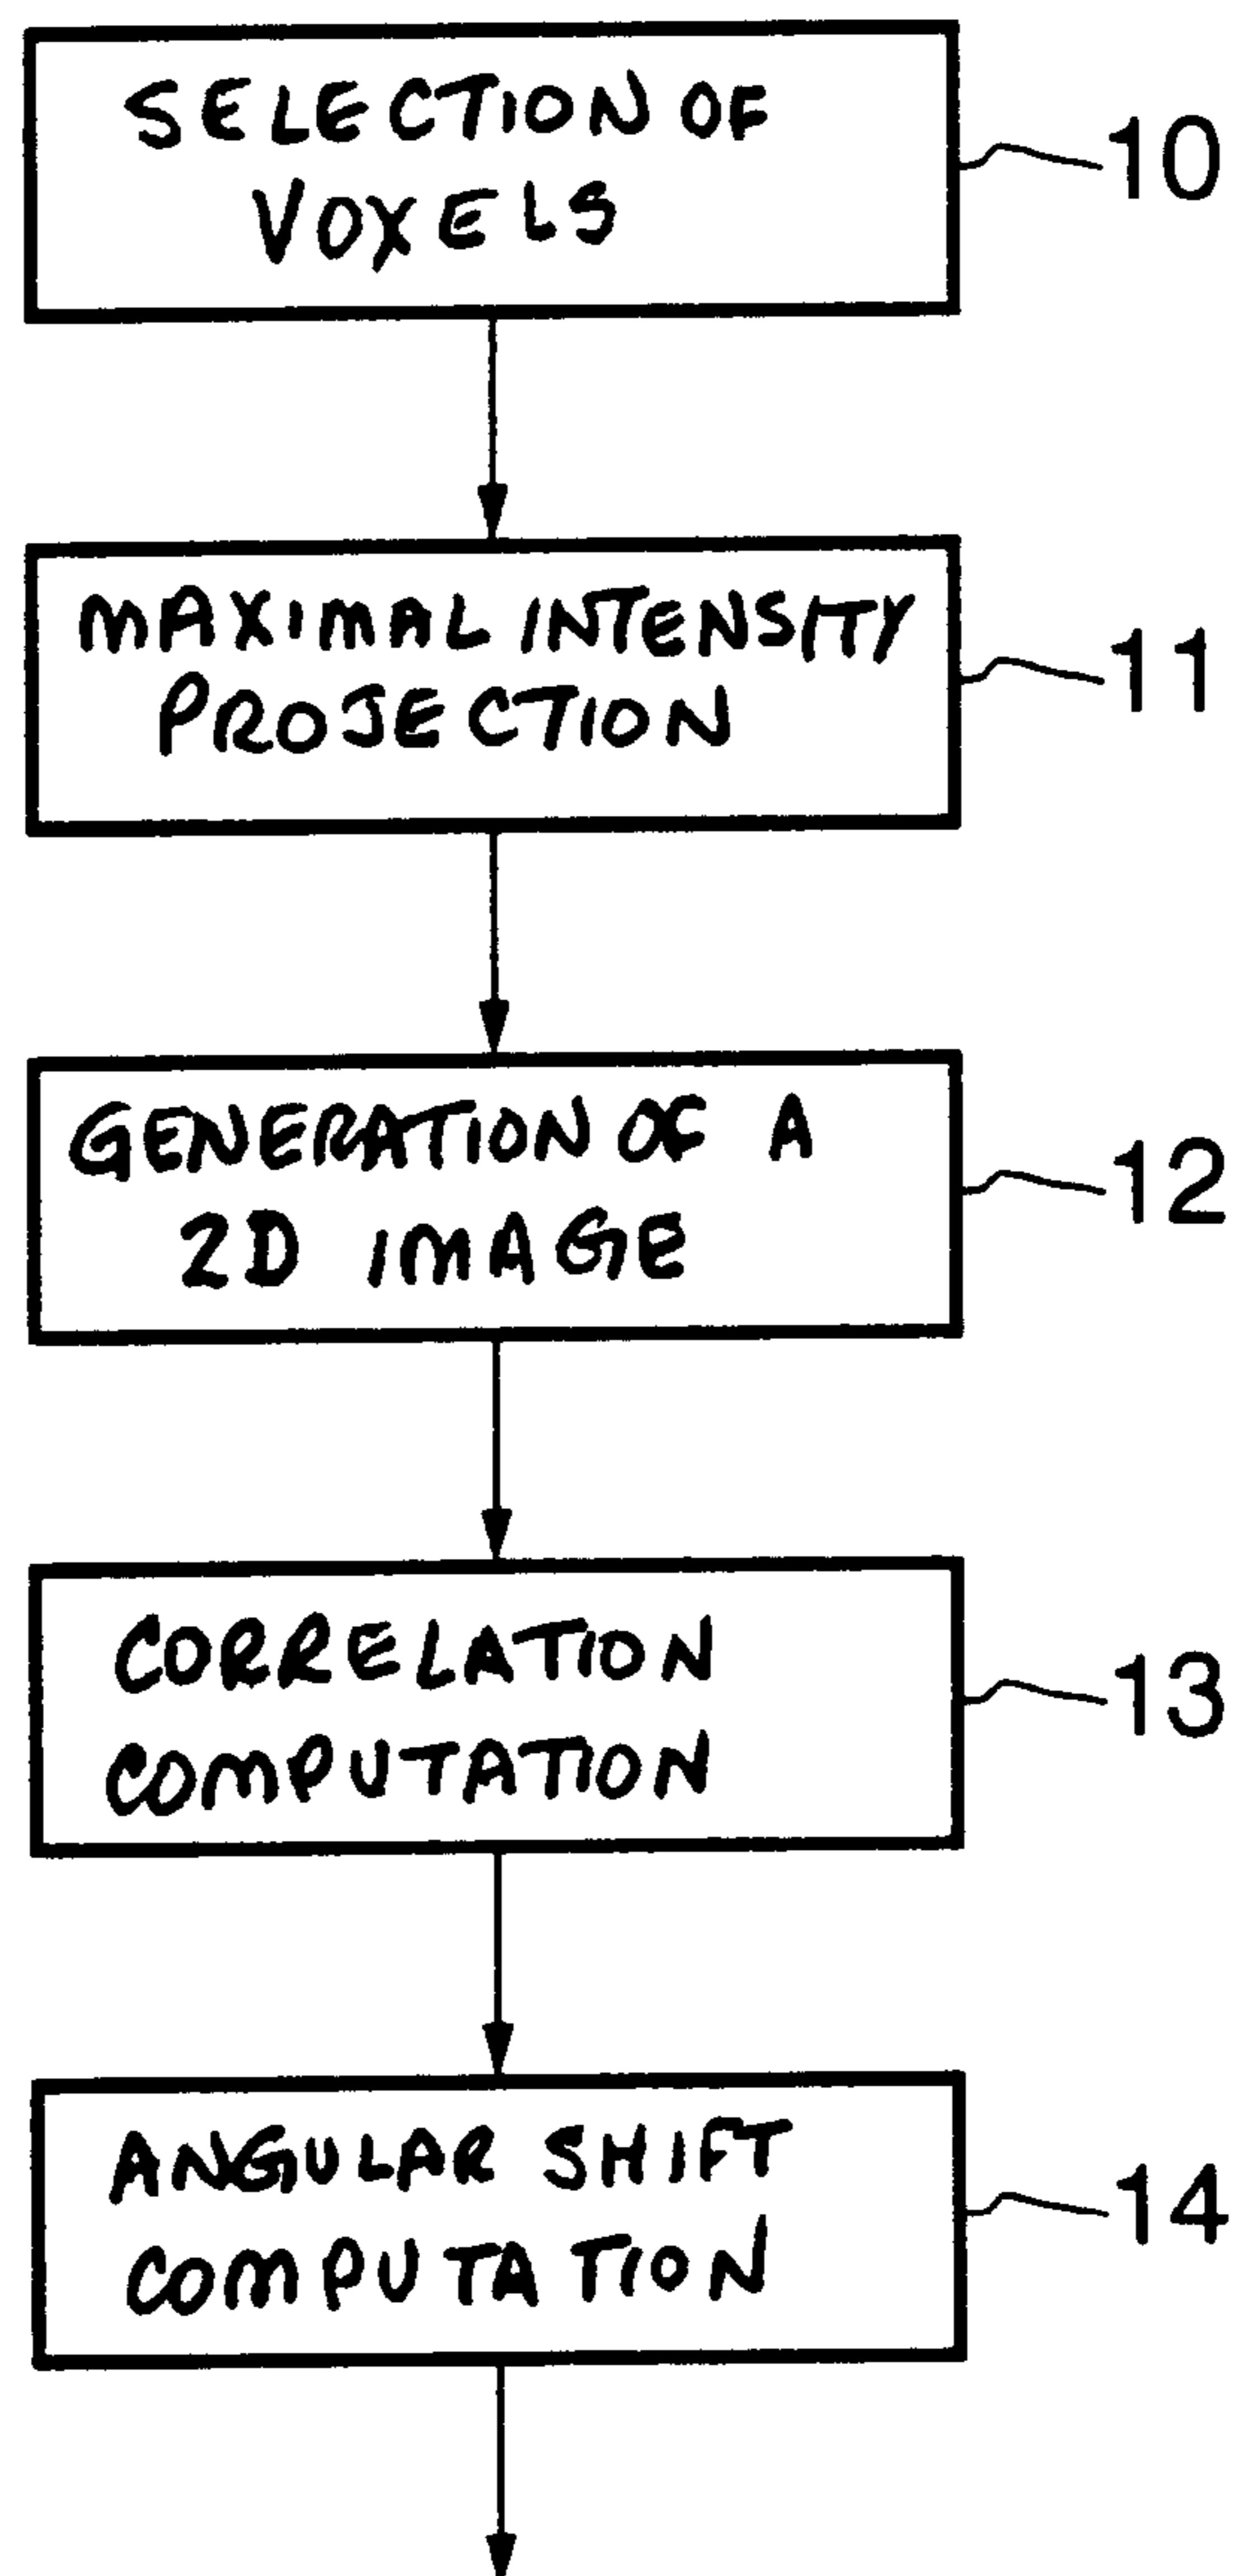 SELECTION OF
VOXELS
10
MAXIMAL INTENSITY
PROJECTION
11
GENERATION OF A
2D IMAGE
12
CORRELATION
COMPUTATION
13
ANGULAR SHIFT
COMPUTATION
14